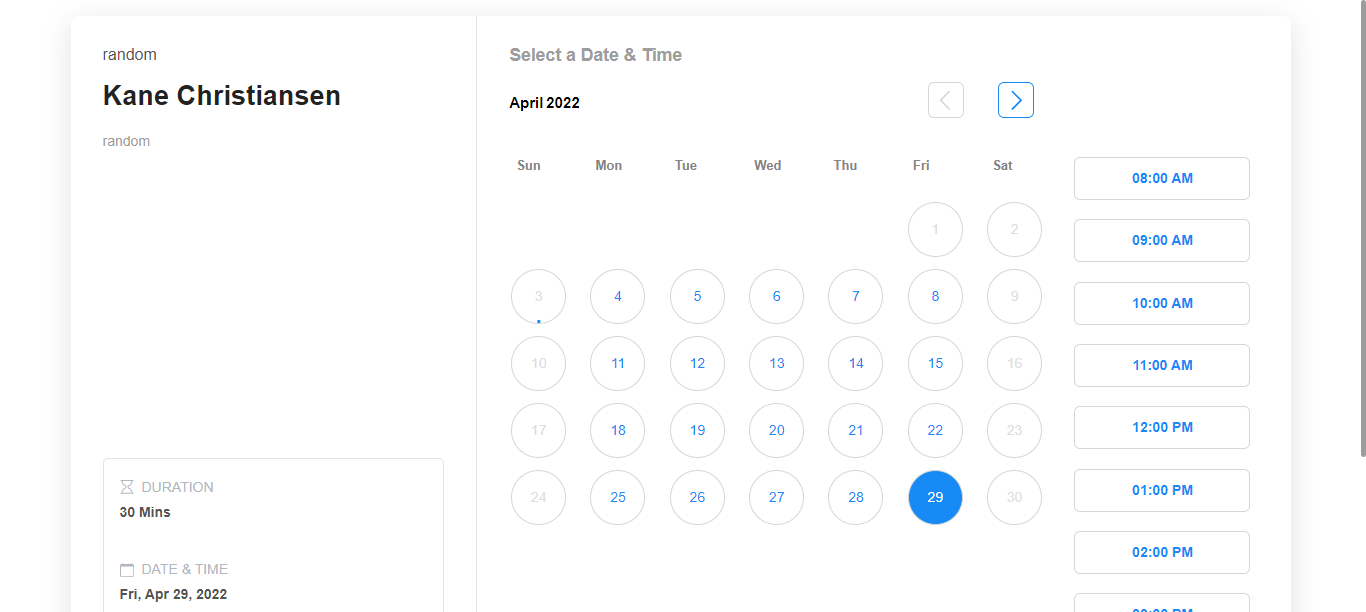 random
Kane Christiansen
random
DURATION
30 Mins
DATE & TIME
Fri, Apr 29, 2022
Select a Date & Time
April 2022
Sun Mon Tue Wed Thu Fri Sat
1 2
3 4 5 6 7 8 9
10 11 12 13 14 15 16
17 18 19 20 21 22 23
24 25 26 27 28 29 30
08:00 AM
09:00 AM
10:00 AM
11:00 AM
12:00 PM
01:00 PM
02:00 PM